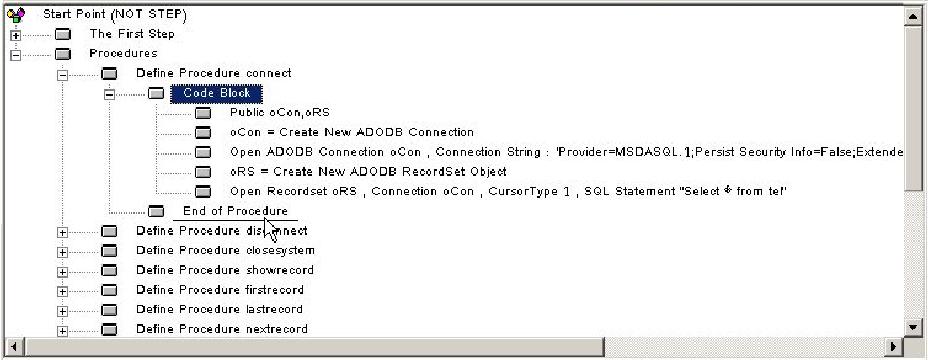 Start Point (NOT STEP)
The First Step
Procedures
Define Procedure connect
Code Block
Public oCon,oRS
oCon = Create New ADODB Connection
Open ADODB Connection oCon , Connection String : 'Provider=MSDASQL.1;Persist Security Info=False;Extende
oRS = Create New ADODB RecordSet Object
Open Recordset oRS , Connection oCon , CursorType 1 , SQL Statement "Select * from tel"
End of Procedure
Define Procedure disconnect
Define Procedure closesystem
Define Procedure showrecord
Define Procedure firstrecord
Define Procedure lastrecord
Define Procedure nextrecord